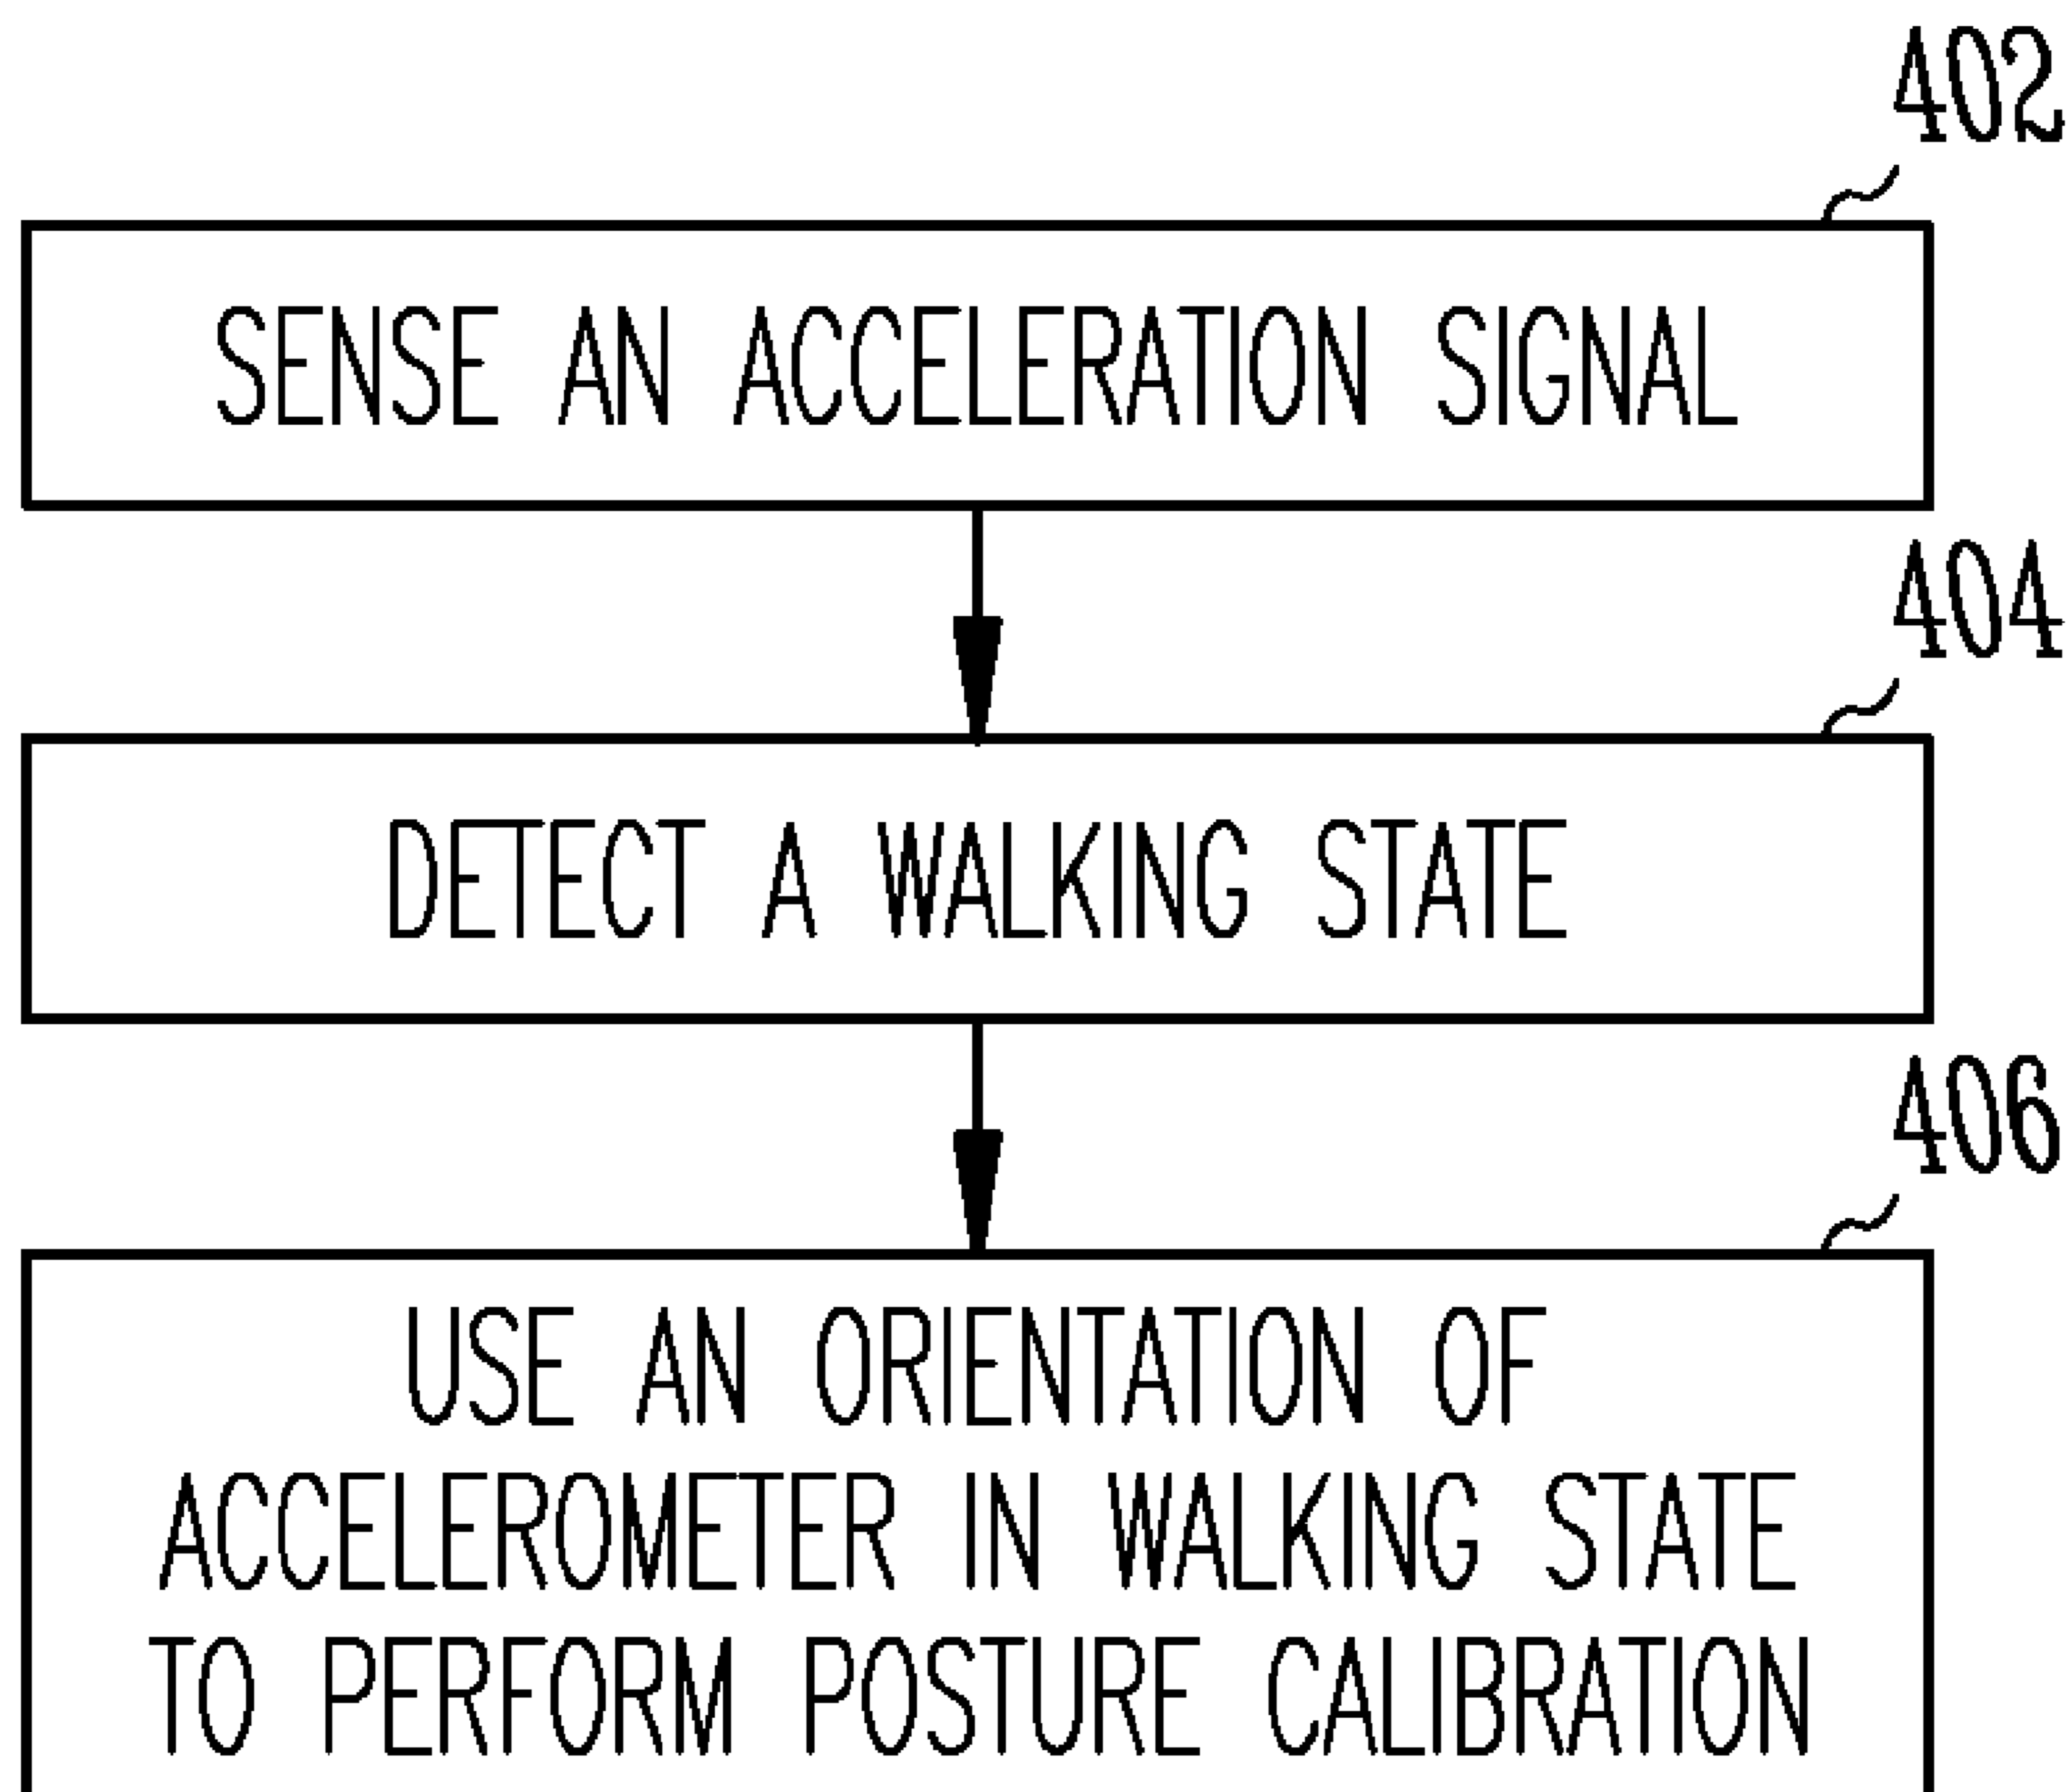 402
SENSE AN ACCELERATION SIGNAL
404
DETECT A WALKING STATE
406
USE AN ORIENTATION OF
ACCELEROMETER IN WALKING STATE
TO PERFORM POSTURE CALIBRATION